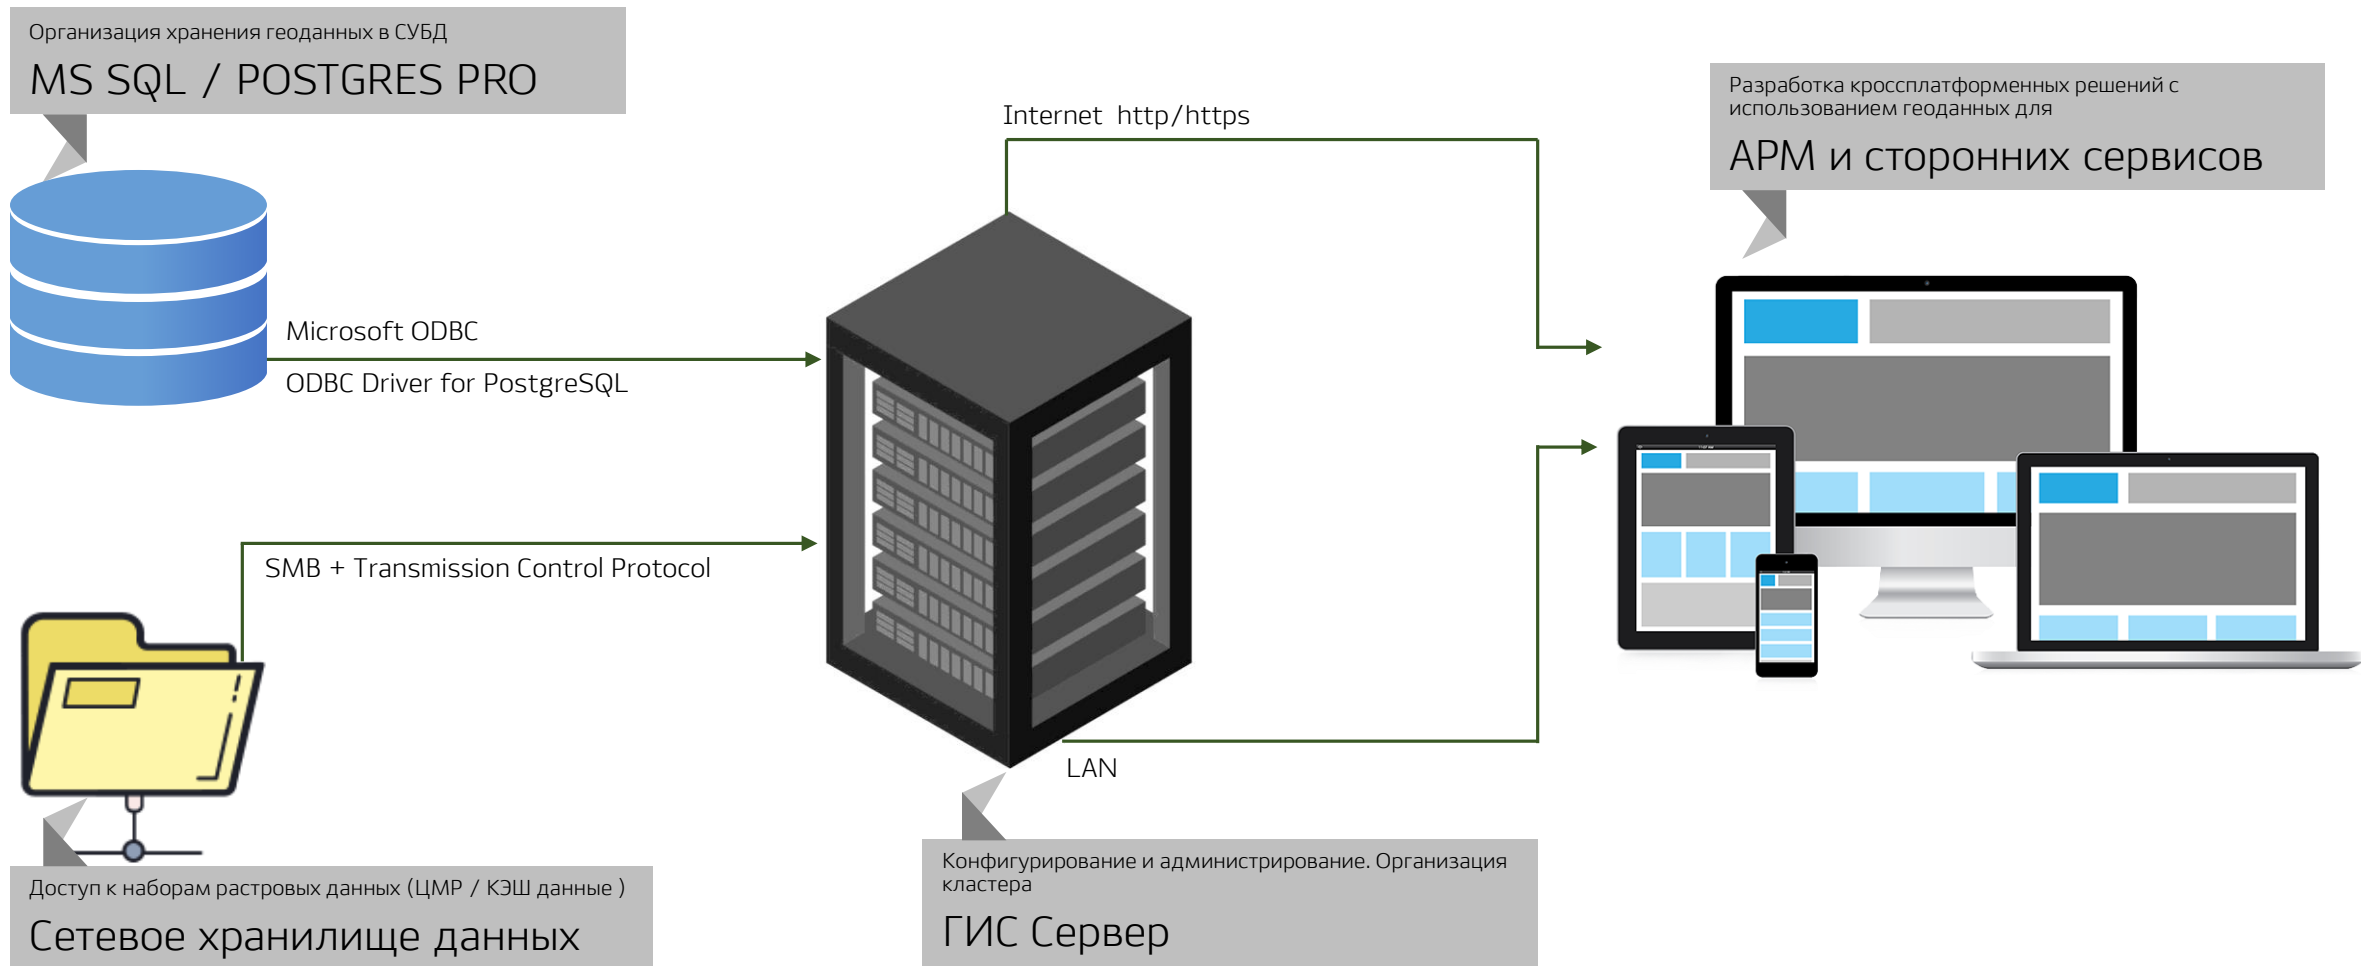 Организация хранения геоданных в СУБД
MS SQL / POSTGRES PRO
Internet http/https
Разработка кроссплатформенных решений с
использованием геоданных для
АРМ и сторонних сервисов
Microsoft ODBC
ODBC Driver for PostgreSQL
SMB + Transmission Control Protocol
LAN
Доступ к наборам растровых данных (ЦМР / КЭШ данные )
Сетевое хранилище данных
Конфигурирование и администрирование. Организация
кластера
ГИС Сервер